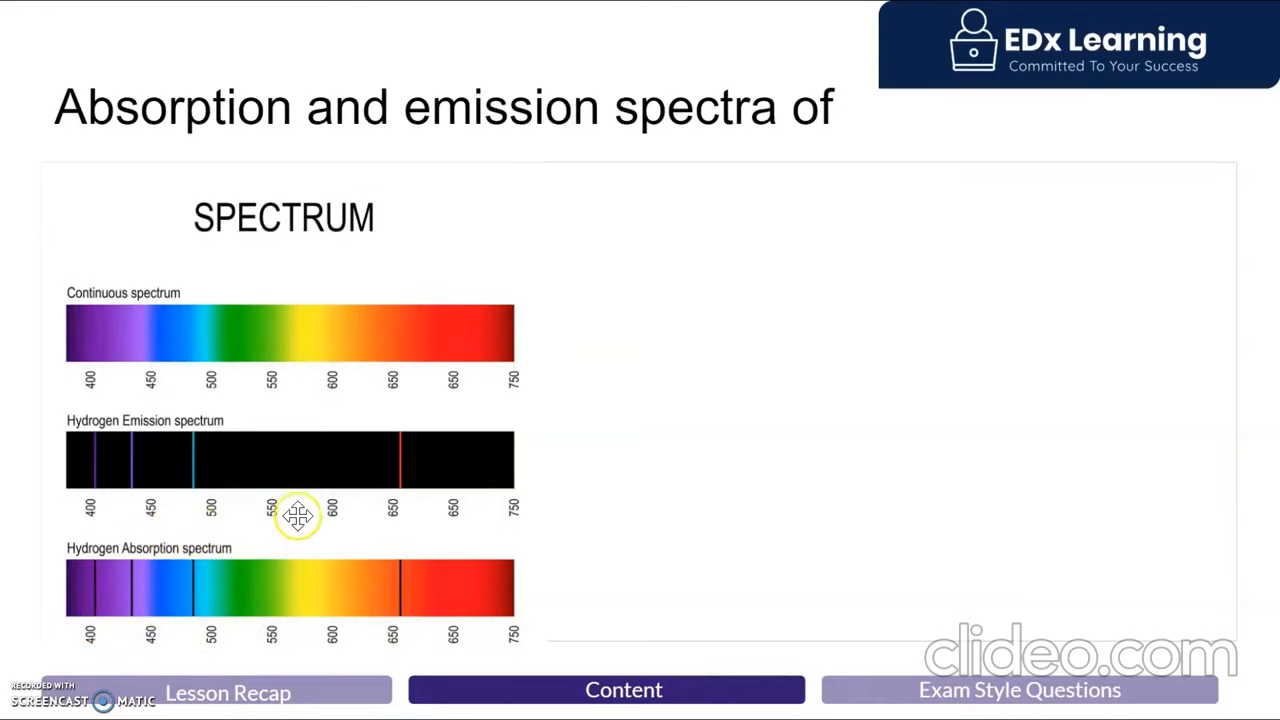 EDx Learning
Committed To Your Success
Absorption and emission spectra of
SPECTRUM
Continuous spectrum
400 450 500 550 600 650 650 750
Hydrogen Emission spectrum
400 450 500 550 600 650 650 750
Hydrogen Absorption spectrum
400 450 500 550 600 650 650 750
clideo.com
RECORDED WITH
SCREENCAST MATIC
Lesson Recap
Content
Exam Style Questions